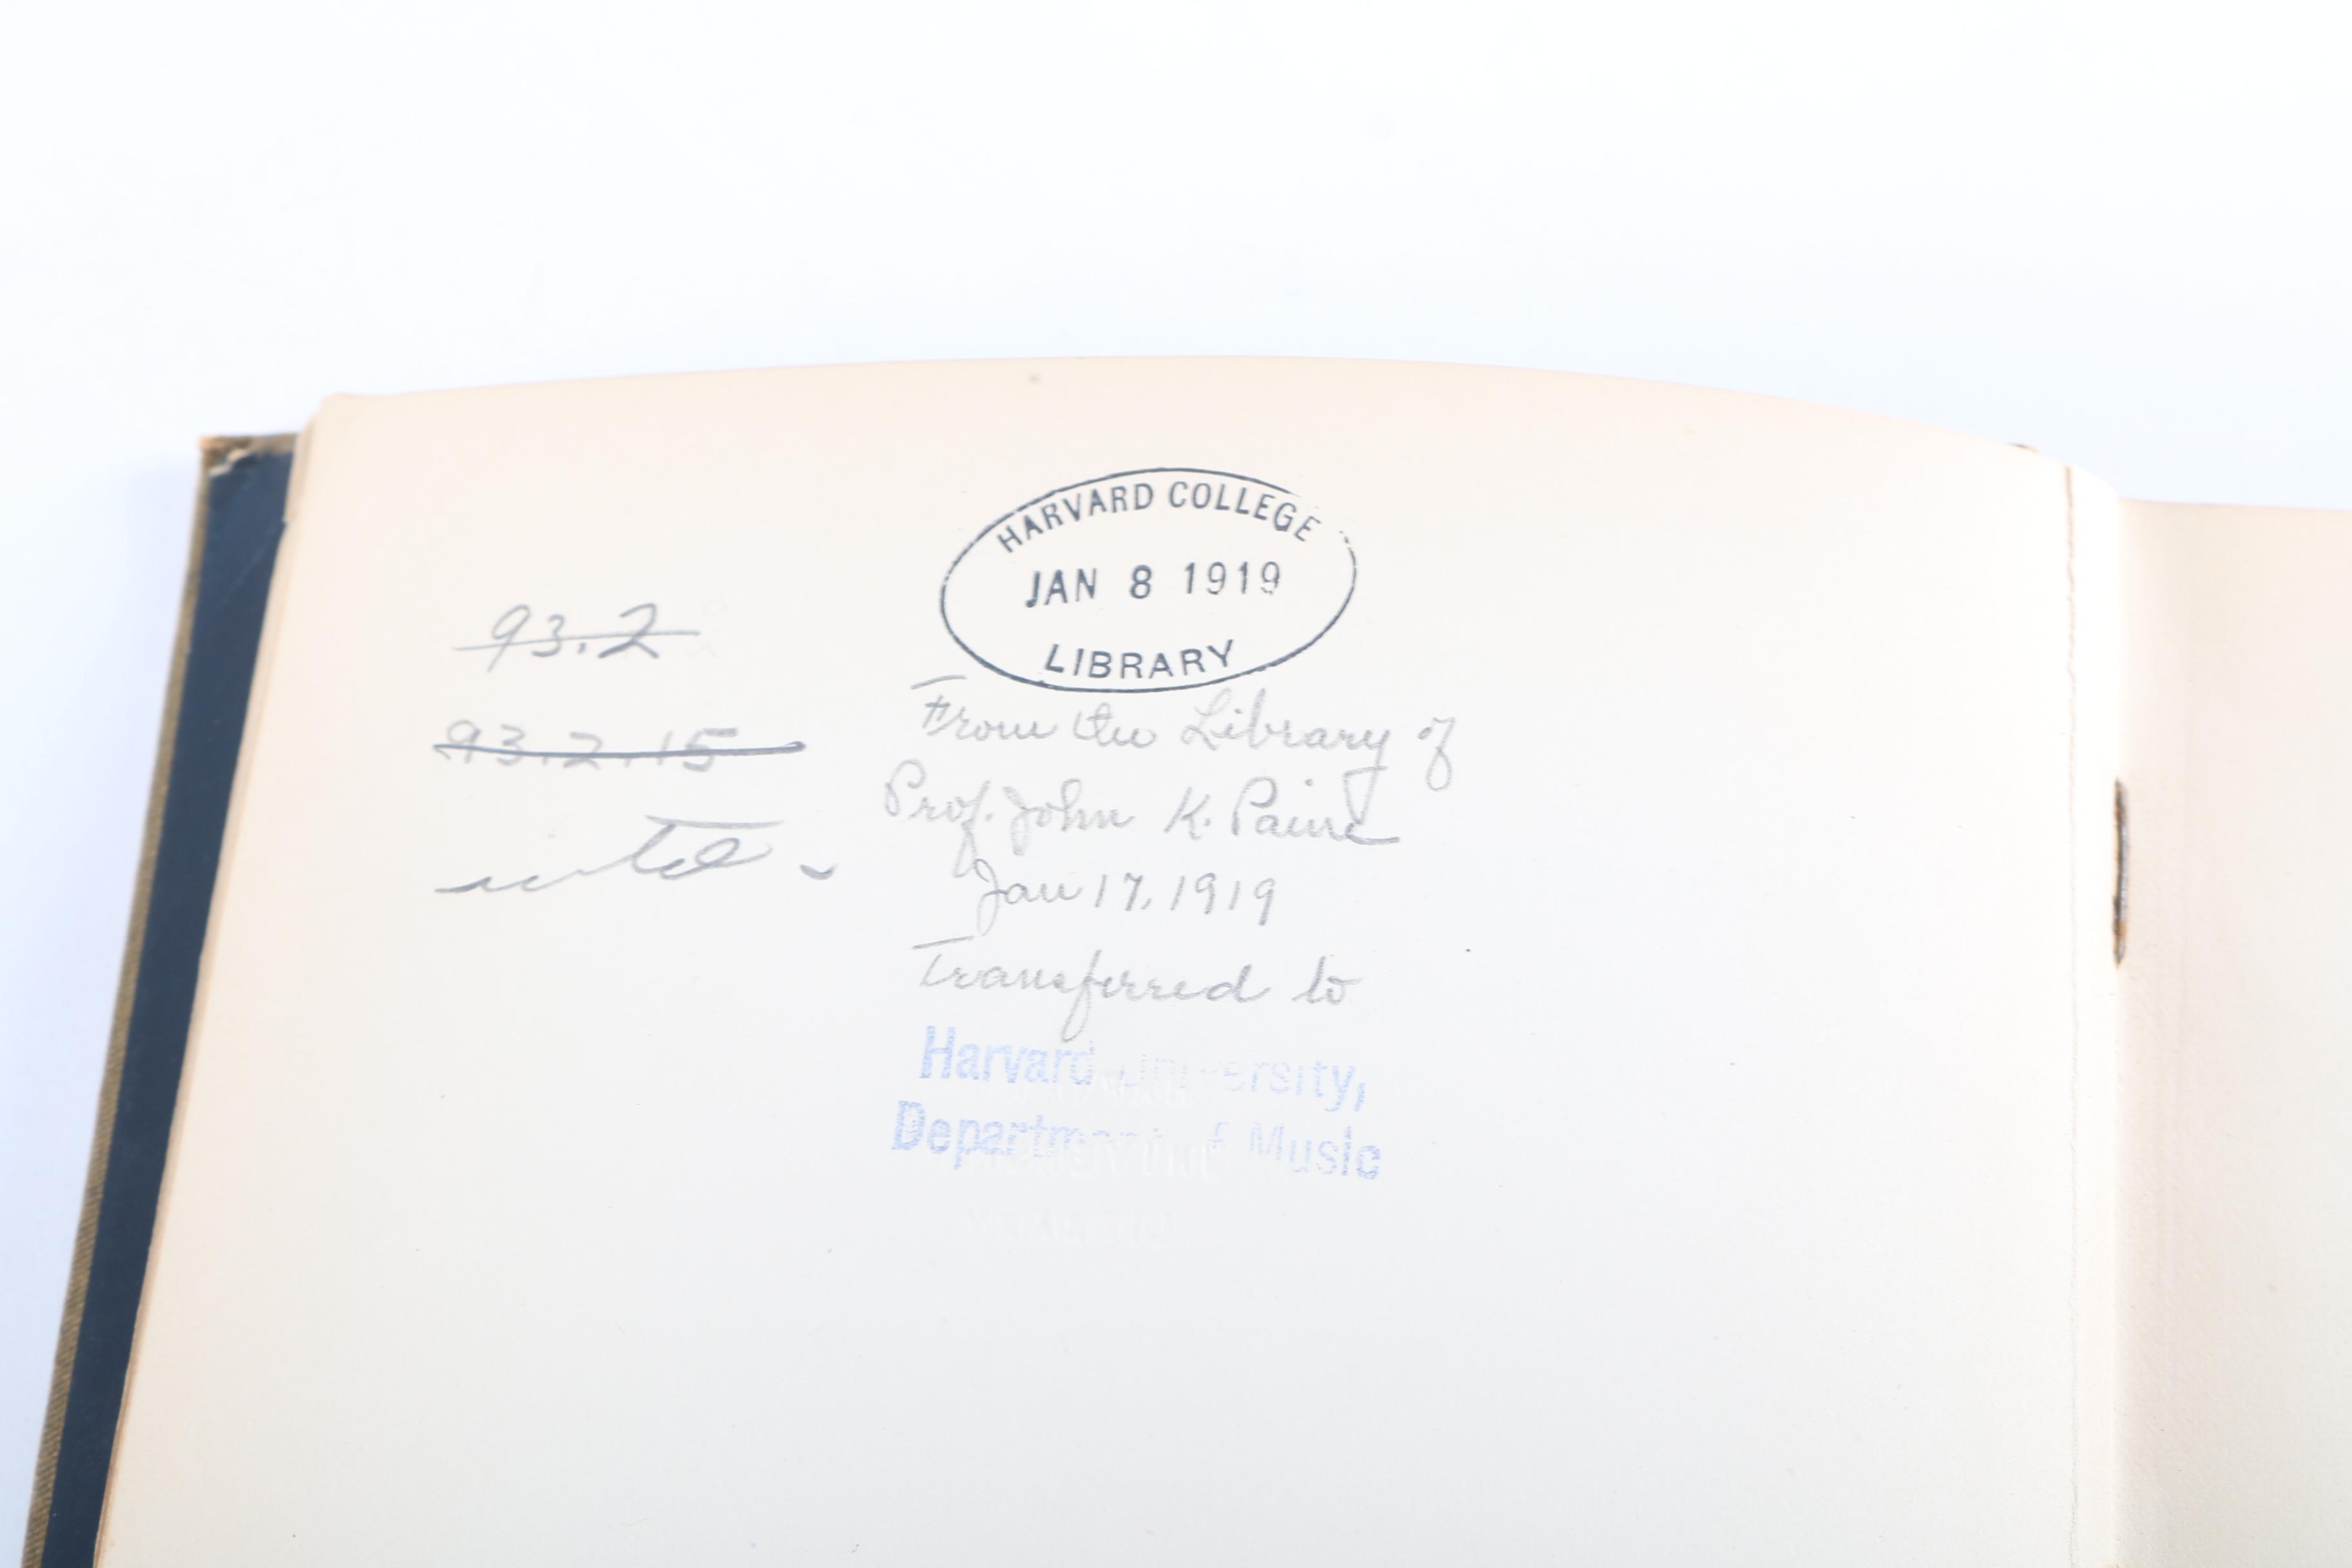 HARVARD COLLEGE
JAN 8 1919
LIBRARY
93.2
93.2.15
From the Library of
Prof. John K. Paine
Jan 17, 1919
Transferred to
Harvard University,
Department of Music